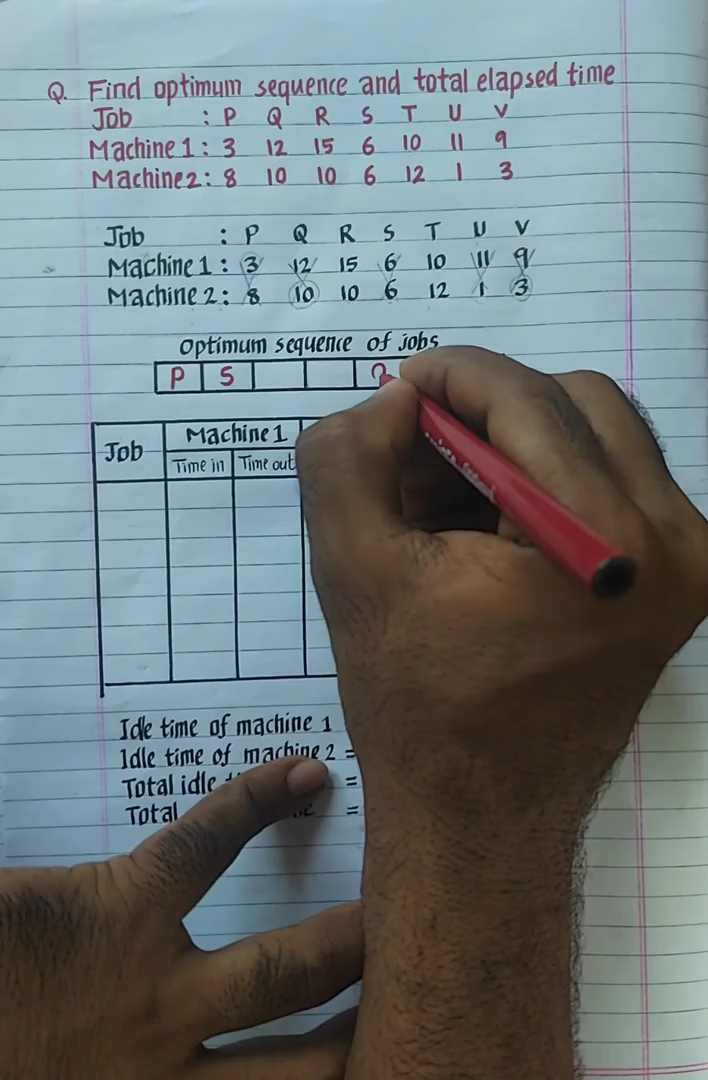 Q. Find optimum sequence and total elapsed time
Job : P Q R S T U V
Machine 1 : 3 12 15 6 10 11 9
Machine 2 : 8 10 10 6 12 1 3
Job : P Q R S T U V
Machine 1 : 3 12 15 6 10 11 9
Machine 2 : 8 10 10 6 12 1 3
Optimum sequence of jobs
P S
Job Machine 1
Time in Time out
Idle time of machine 1
Idle time of machine 2 =
Total idle =
Total =